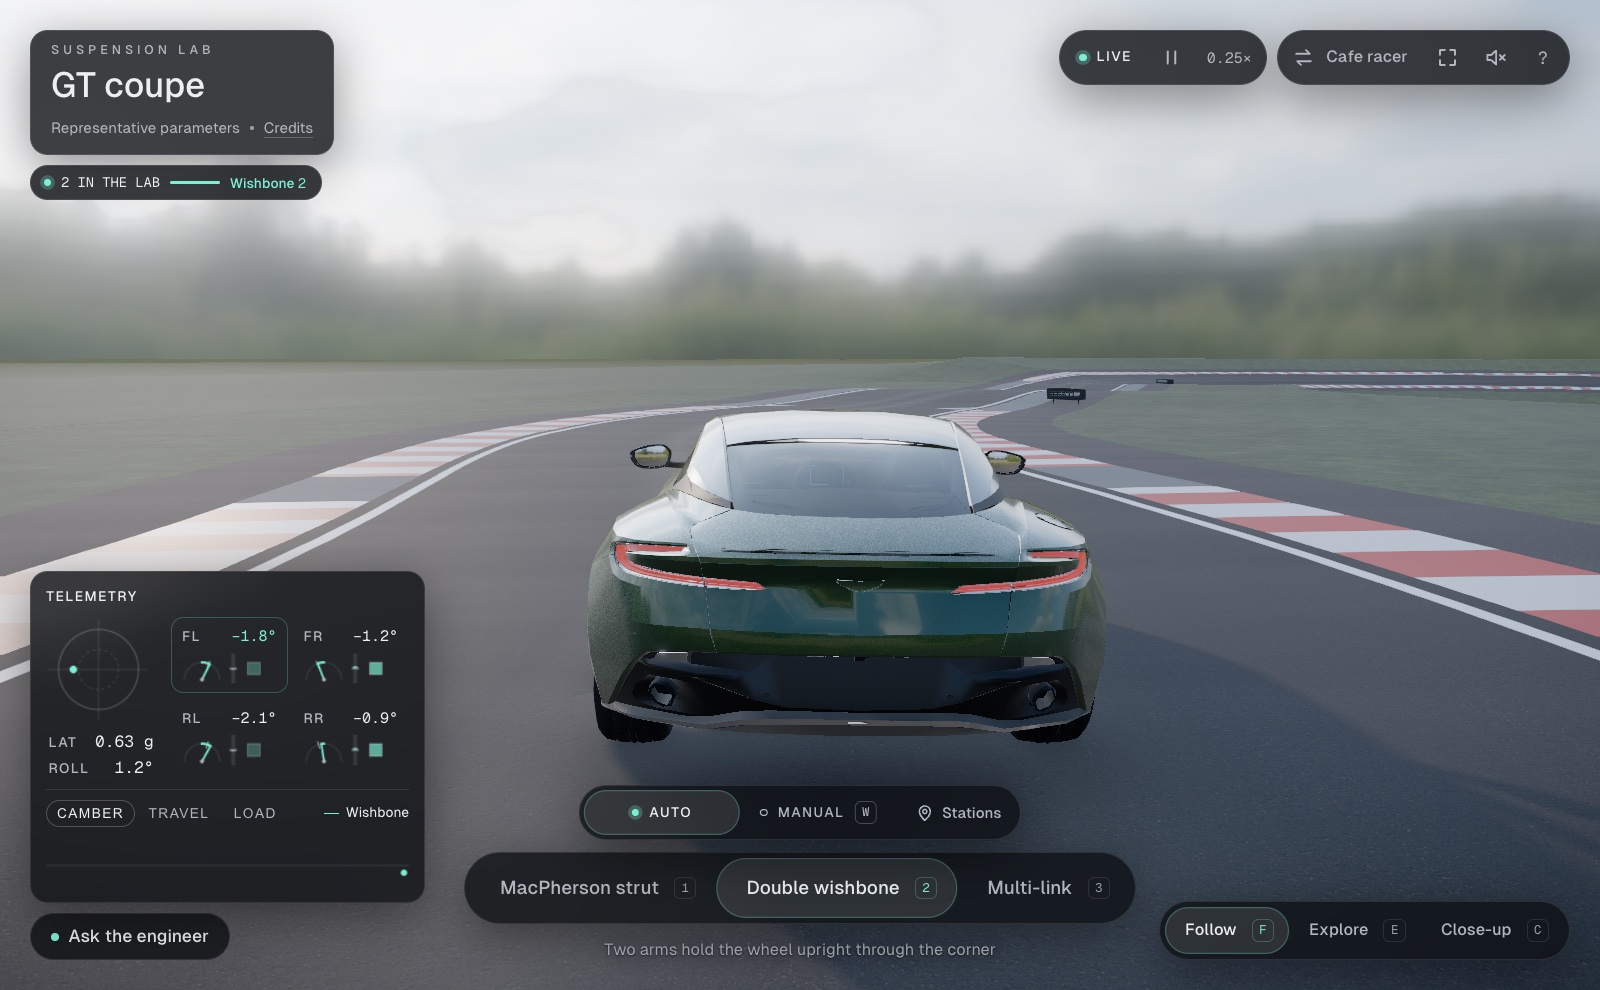 SUSPENSION LAB
GT coupe
Representative parameters • Credits
2 IN THE LAB Wishbone 2
LIVE 0.25×
Cafe racer ?
TELEMETRY
FL −1.8° FR −1.2°
RL −2.1° RR −0.9°
LAT 0.63 g
ROLL 1.2°
CAMBER TRAVEL LOAD Wishbone
Ask the engineer
AUTO MANUAL W Stations
MacPherson strut 1 Double wishbone 2 Multi-link 3
Two arms hold the wheel upright through the corner
Follow F Explore E Close-up C